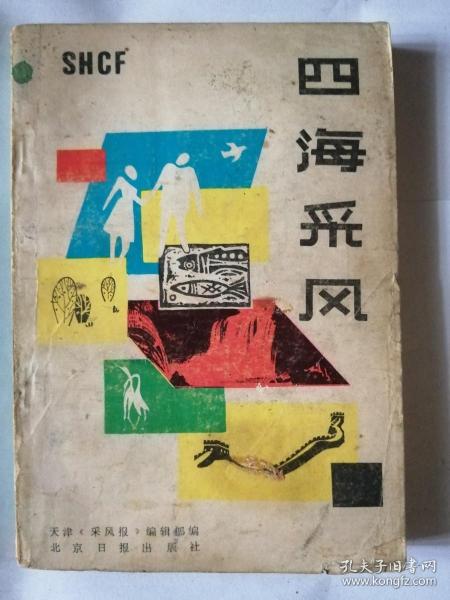 SHCF
四海采风
天津《采风报》编辑部编
北京日报出版社
孔夫子旧书网
www.kongfz.com